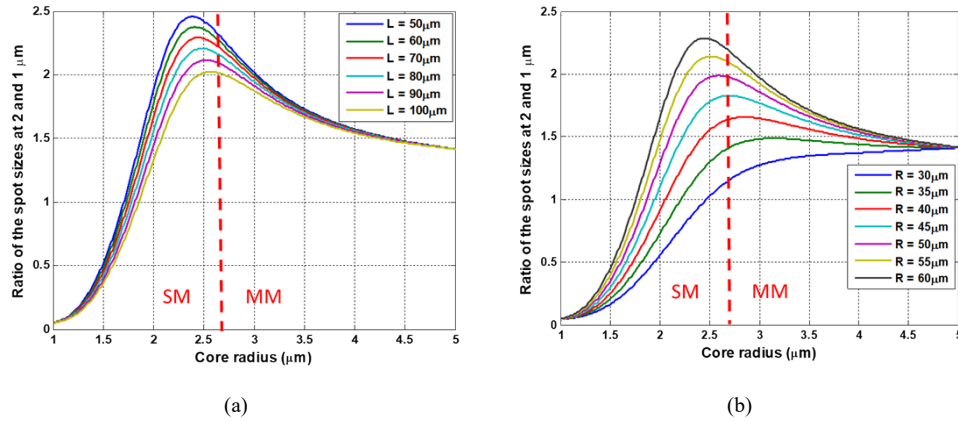 Ratio of the spot sizes at 2 and 1 μm
2.5
2
1.5
1
0.5
0
1 1.5 2 2.5 3 3.5 4 4.5 5
Core radius (μm)
L = 50μm
L = 60μm
L = 70μm
L = 80μm
L = 90μm
L = 100μm
SM MM
(a)
Ratio of the spot sizes at 2 and 1 μm
2.5
2
1.5
1
0.5
0
1 1.5 2 2.5 3 3.5 4 4.5 5
Core radius (μm)
R = 30μm
R = 35μm
R = 40μm
R = 45μm
R = 50μm
R = 55μm
R = 60μm
SM MM
(b)